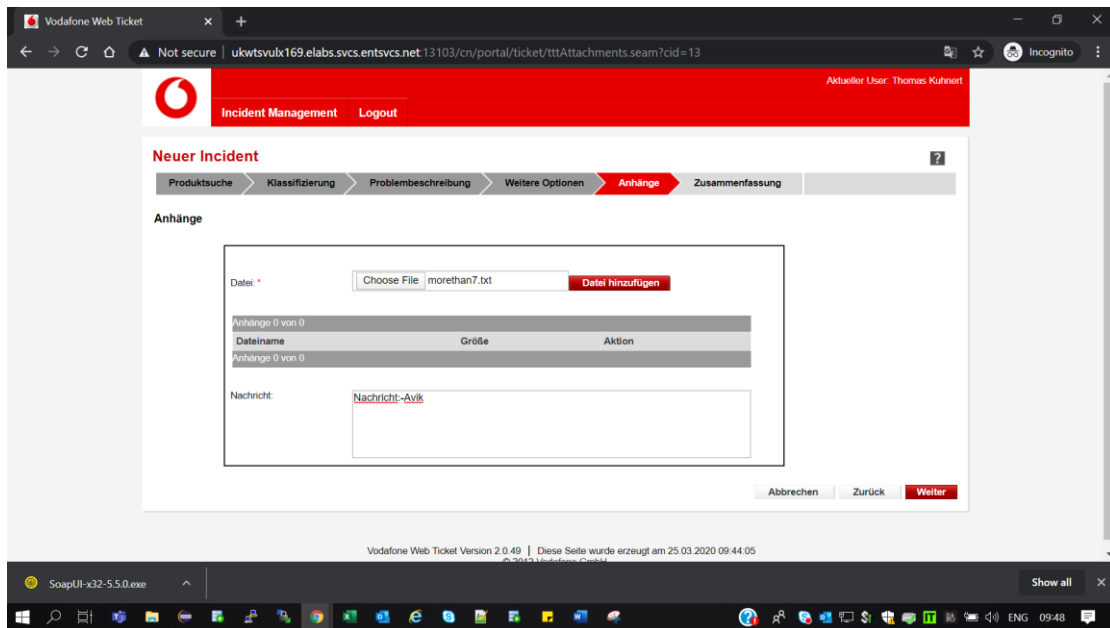 Vodafone Web Ticket
Not secure ukwtsvulx169.elabs.svcs.entsvcs.net:13103/cn/portal/ticket/tttAttachments.seam?cid=13 Incognito
Aktueller User: Thomas Kuhnert
Incident Management Logout
Neuer Incident ?
Produktsuche Klassifizierung Problembeschreibung Weitere Optionen Anhänge Zusammenfassung
Anhänge
Datei: * Choose File morethan7.txt Datei hinzufügen
Anhänge 0 von 0
Dateiname Größe Aktion
Anhänge 0 von 0
Nachricht: Nachricht:-Avik
Abbrechen Zurück Weiter
Vodafone Web Ticket Version 2.0.49 | Diese Seite wurde erzeugt am 25.03.2020 09:44:05
© 2012 Vodafone GmbH
SoapUI-x32-5.5.0.exe Show all
ENG 09:48